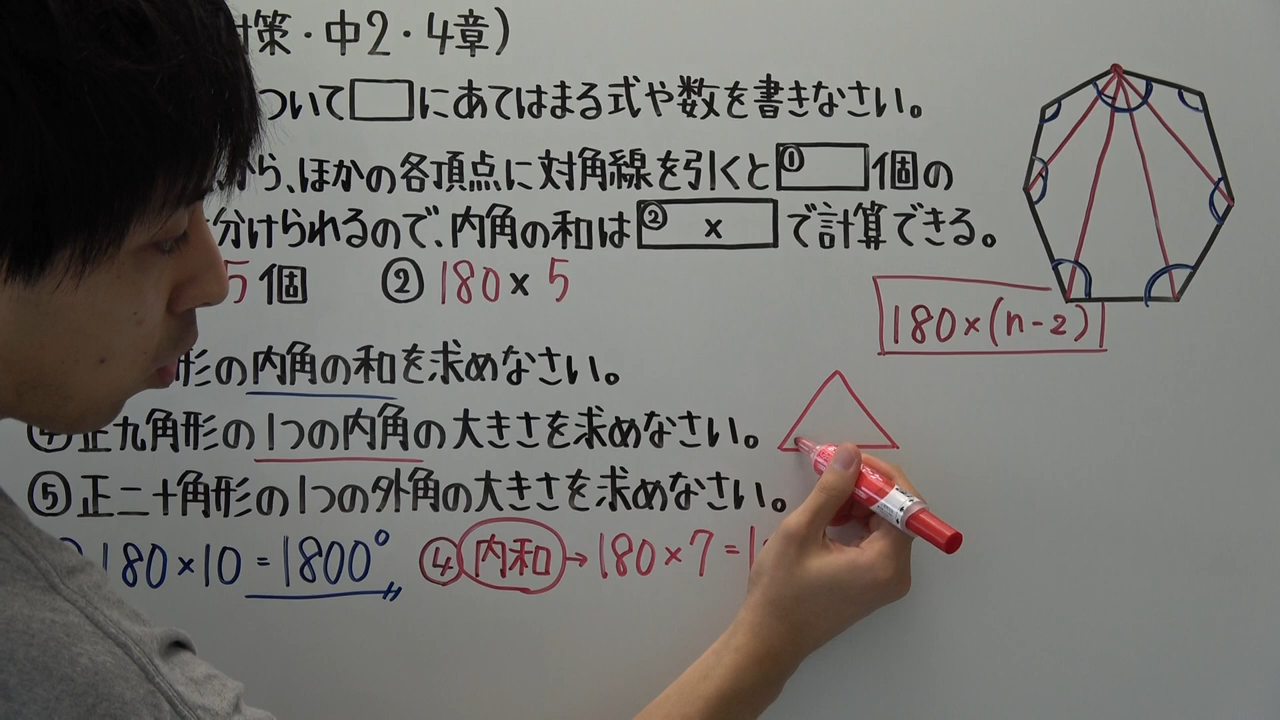 策・中2・4章)
ついて□にあてはまる式や数を書きなさい。
から、ほかの各頂点に対角線を引くと①個の
分けられるので、内角の和は②×で計算できる。
5個 ②180×5
180×(n-2)
形の内角の和を求めなさい。
④正九角形の1つの内角の大きさを求めなさい。
⑤正二十角形の1つの外角の大きさを求めなさい。
180×10=1800° ④内和→180×7=1